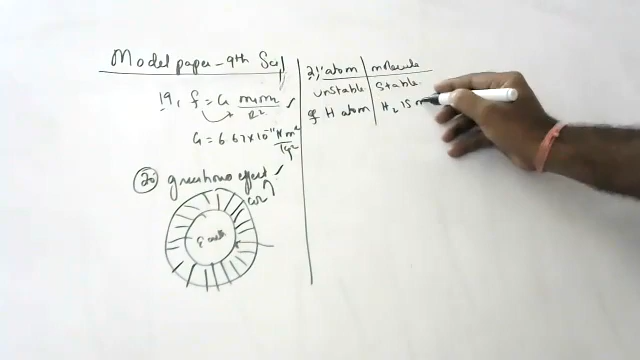 Model paper - 9th Sci
19, f = G m1m2 / R²
G = 6.67 x 10⁻¹¹ Nm² / kg²
20 greenhouse effect
co2
Earth
21, atom | molecule
unstable | stable
eg H atom | H2 is m